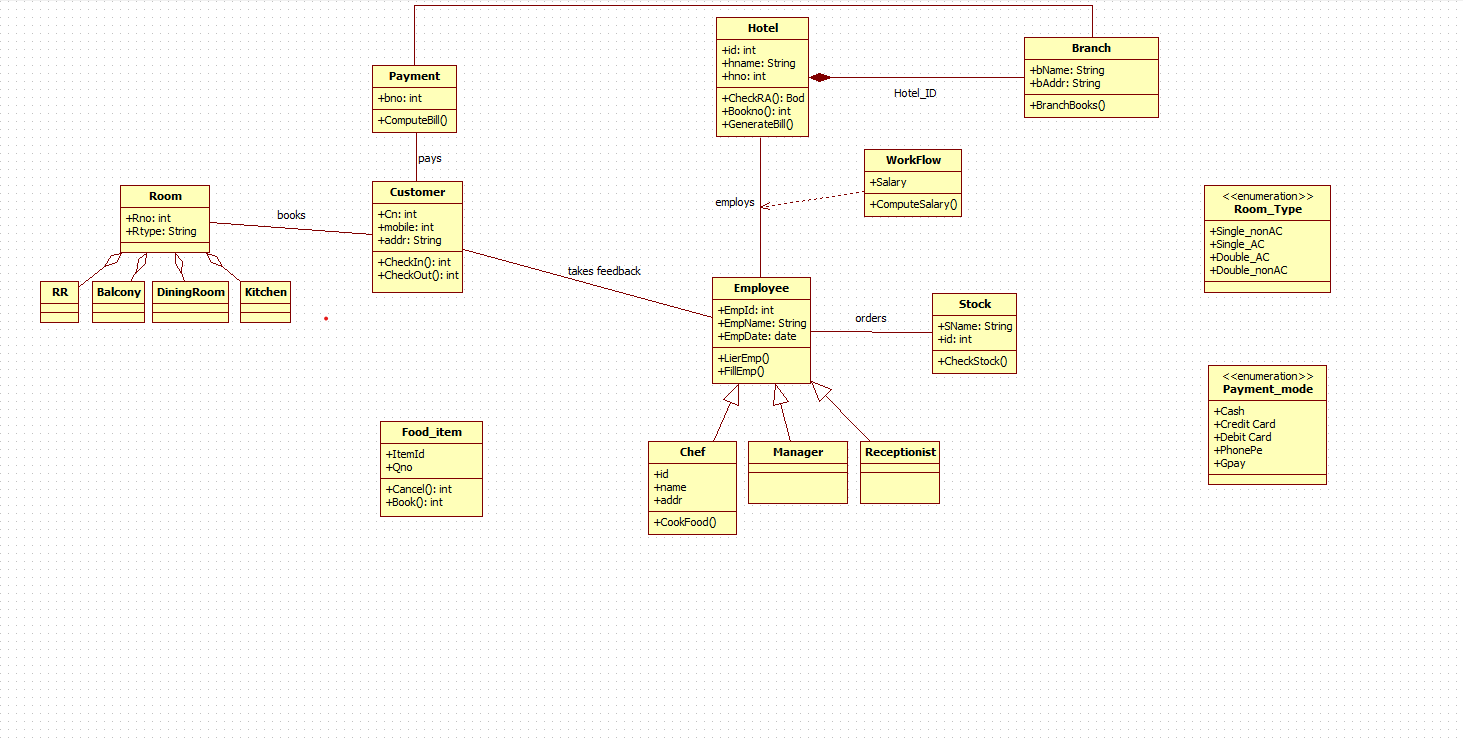 Hotel
+id: int
+hname: String
+hno: int
+CheckRA(): Bool
+Bookno(): int
+GenerateBill()
Branch
+bName: String
+bAddr: String
+BranchBooks()
Hotel_ID
Payment
+bno: int
+ComputeBill()
pays
WorkFlow
+Salary
+ComputeSalary()
employs
Room
+Rno: int
+Rtype: String
books
Customer
+Cn: int
+mobile: int
+addr: String
+CheckIn(): int
+CheckOut(): int
takes feedback
<<enumeration>>
Room_Type
+Single_nonAC
+Single_AC
+Double_AC
+Double_nonAC
RR
Balcony
DiningRoom
Kitchen
Employee
+EmpId: int
+EmpName: String
+EmpDate: date
+LierEmp()
+FillEmp()
orders
Stock
+SName: String
+id: int
+CheckStock()
<<enumeration>>
Payment_mode
+Cash
+Credit Card
+Debit Card
+PhonePe
+Gpay
Food_item
+ItemId
+Qno
+Cancel(): int
+Book(): int
Chef
+id
+name
+addr
+CookFood()
Manager
Receptionist